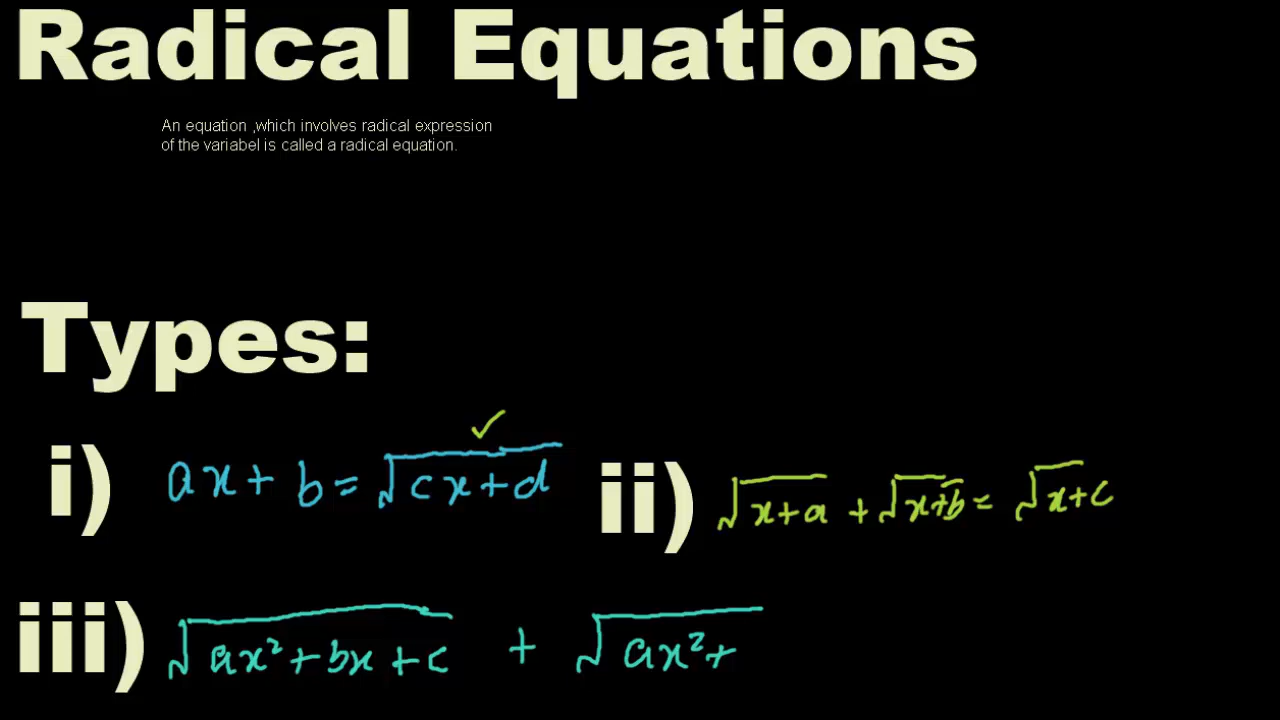 Radical Equations
An equation ,which involves radical expression
of the variabel is called a radical equation.
Types:
i) ax + b = √(cx + d) ✓
ii) √(x+a) + √(x+b) = √(x+c)
iii) √(ax² + bx + c) + √(ax² +